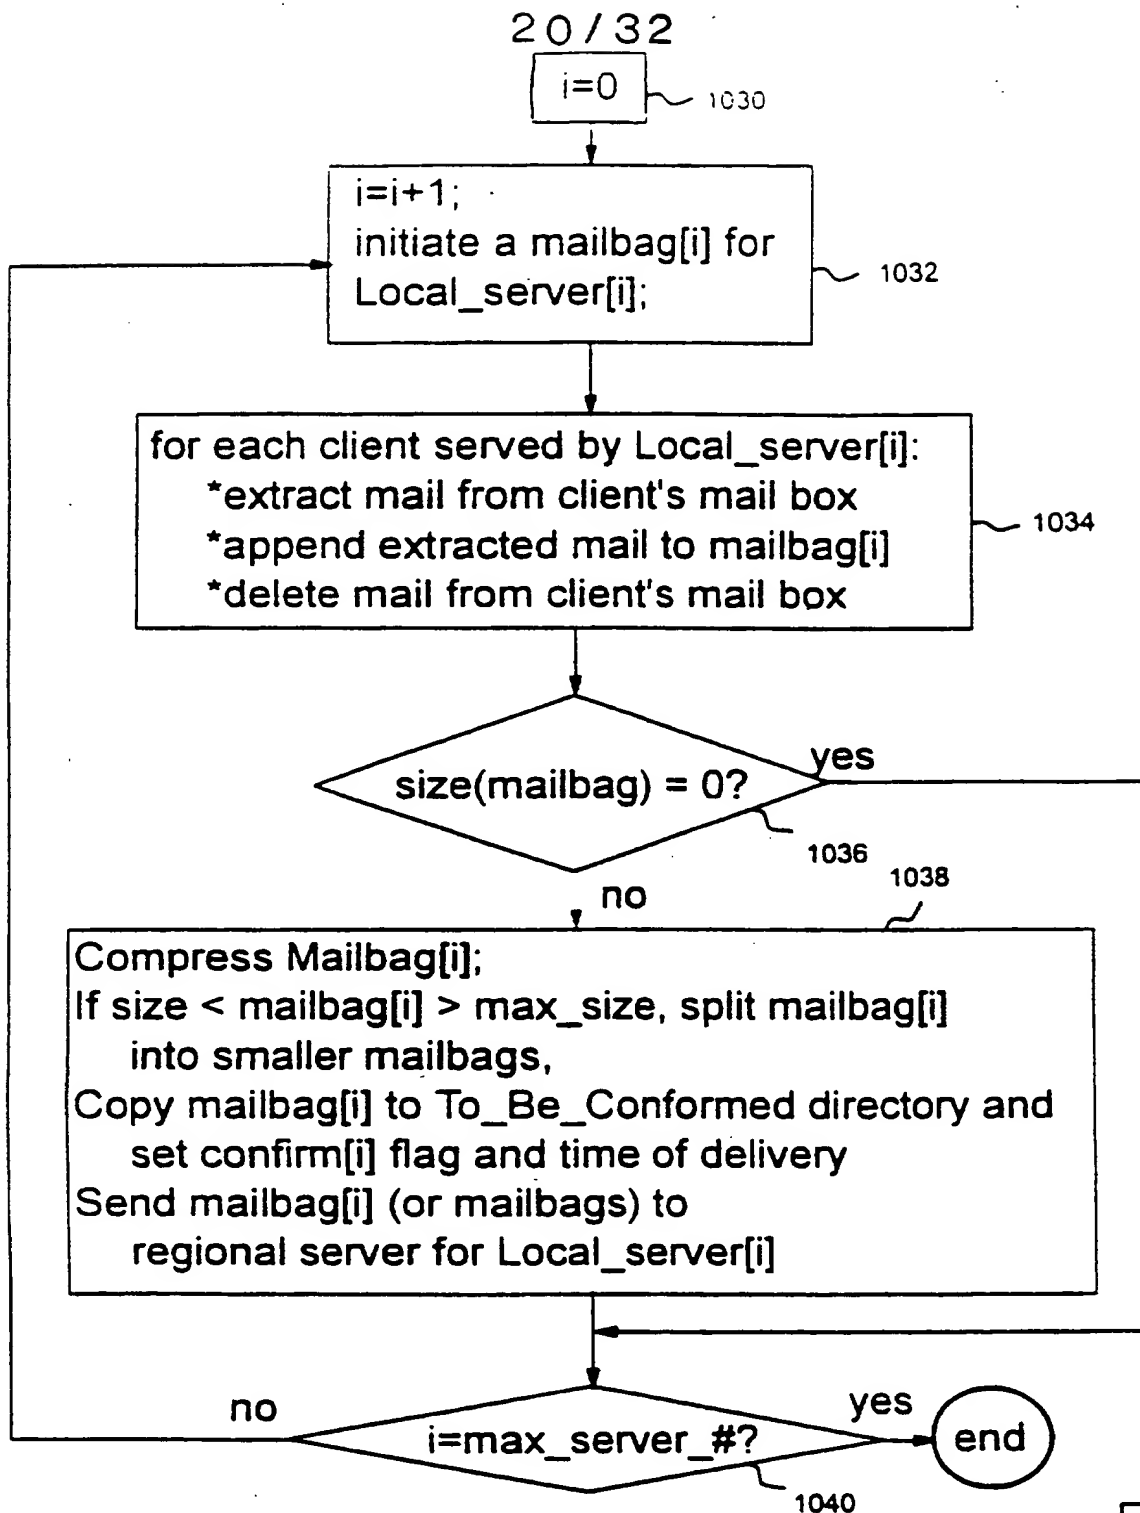 20/32
i=0
1030
i=i+1;
initiate a mailbag[i] for
Local_server[i];
1032
for each client served by Local_server[i]:
*extract mail from client's mail box
*append extracted mail to mailbag[i]
*delete mail from client's mail box
1034
size(mailbag) = 0?
yes
1036
no
1038
Compress Mailbag[i];
If size < mailbag[i] > max_size, split mailbag[i]
into smaller mailbags,
Copy mailbag[i] to To_Be_Conformed directory and
set confirm[i] flag and time of delivery
Send mailbag[i] (or mailbags) to
regional server for Local_server[i]
no
i=max_server_#?
yes
end
1040